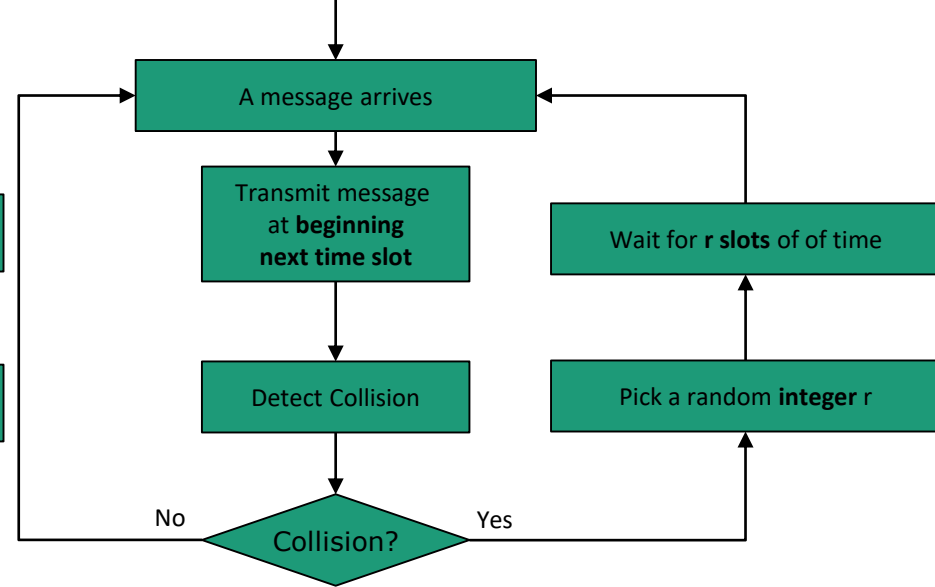 A message arrives
Transmit message
at beginning
next time slot
Wait for r slots of of time
Detect Collision
Pick a random integer r
No
Yes
Collision?